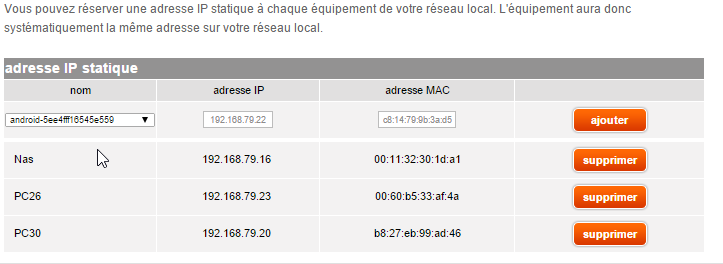 Vous pouvez réserver une adresse IP statique à chaque équipement de votre réseau local. L'équipement aura donc
systématiquement la même adresse sur votre réseau local.
adresse IP statique
nom adresse IP adresse MAC
android-5ee4fff16545e559 192.168.79.22 c8:14:79:9b:3a:d5 ajouter
Nas 192.168.79.16 00:11:32:30:1d:a1 supprimer
PC26 192.168.79.23 00:60:b5:33:af:4a supprimer
PC30 192.168.79.20 b8:27:eb:99:ad:46 supprimer